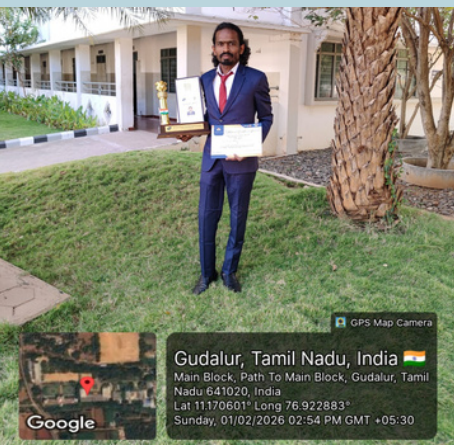 GPS Map Camera
Gudalur, Tamil Nadu, India 🇮🇳
Main Block, Path To Main Block, Gudalur, Tamil
Nadu 641020, India
Lat 11.170601° Long 76.922883°
Sunday, 01/02/2026 02:54 PM GMT +05:30
Google